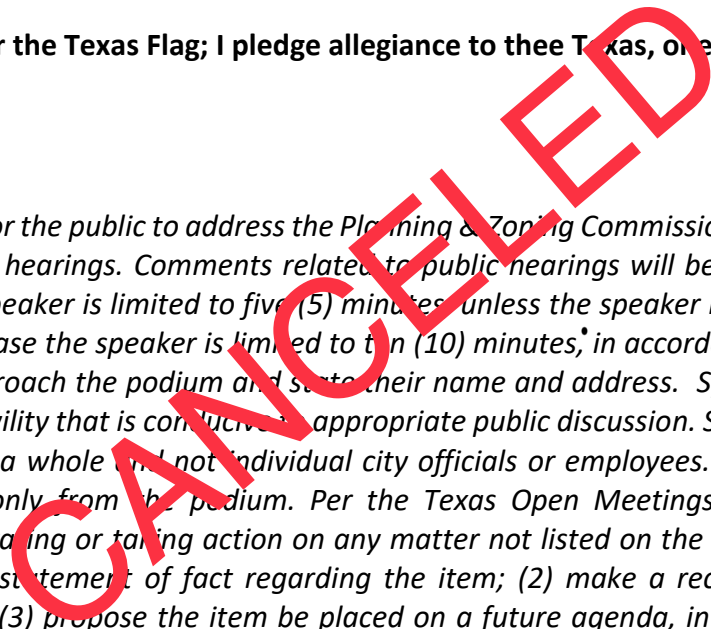 r the Texas Flag; I pledge allegiance to thee Texas, one
or the public to address the Planning & Zoning Commissio
hearings. Comments related to public hearings will be
peaker is limited to five (5) minutes, unless the speaker
ase the speaker is limited to ten (10) minutes, in accord
roach the podium and state their name and address. S
vility that is conducive to appropriate public discussion. S
a whole and not individual city officials or employees.
only from the podium. Per the Texas Open Meetings
or taking action on any matter not listed on the
statement of fact regarding the item; (2) make a rec
(3) propose the item be placed on a future agenda, in
CANCELED